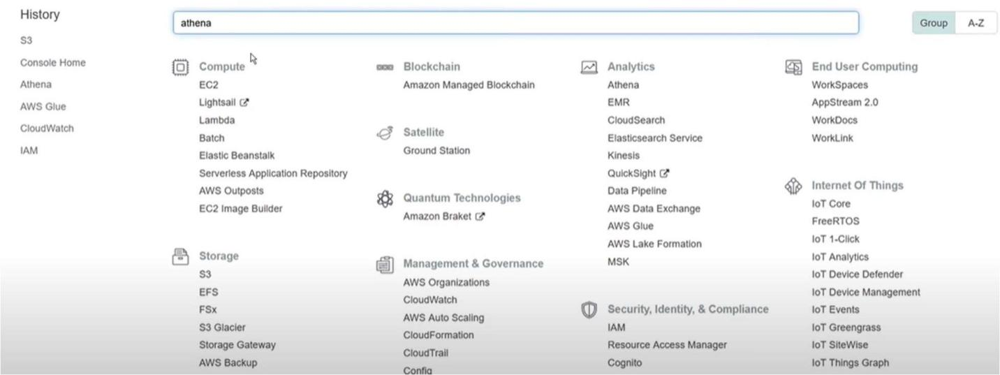 History
S3
Console Home
Athena
AWS Glue
CloudWatch
IAM
athena
Group
A-Z
Compute
EC2
Lightsail
Lambda
Batch
Elastic Beanstalk
Serverless Application Repository
AWS Outposts
EC2 Image Builder
Storage
S3
EFS
FSx
S3 Glacier
Storage Gateway
AWS Backup
Blockchain
Amazon Managed Blockchain
Satellite
Ground Station
Quantum Technologies
Amazon Braket
Management & Governance
AWS Organizations
CloudWatch
AWS Auto Scaling
CloudFormation
CloudTrail
Config
Analytics
Athena
EMR
CloudSearch
Elasticsearch Service
Kinesis
QuickSight
Data Pipeline
AWS Data Exchange
AWS Glue
AWS Lake Formation
MSK
Security, Identity, & Compliance
IAM
Resource Access Manager
Cognito
End User Computing
WorkSpaces
AppStream 2.0
WorkDocs
WorkLink
Internet Of Things
IoT Core
FreeRTOS
IoT 1-Click
IoT Analytics
IoT Device Defender
IoT Device Management
IoT Events
IoT Greengrass
IoT SiteWise
IoT Things Graph